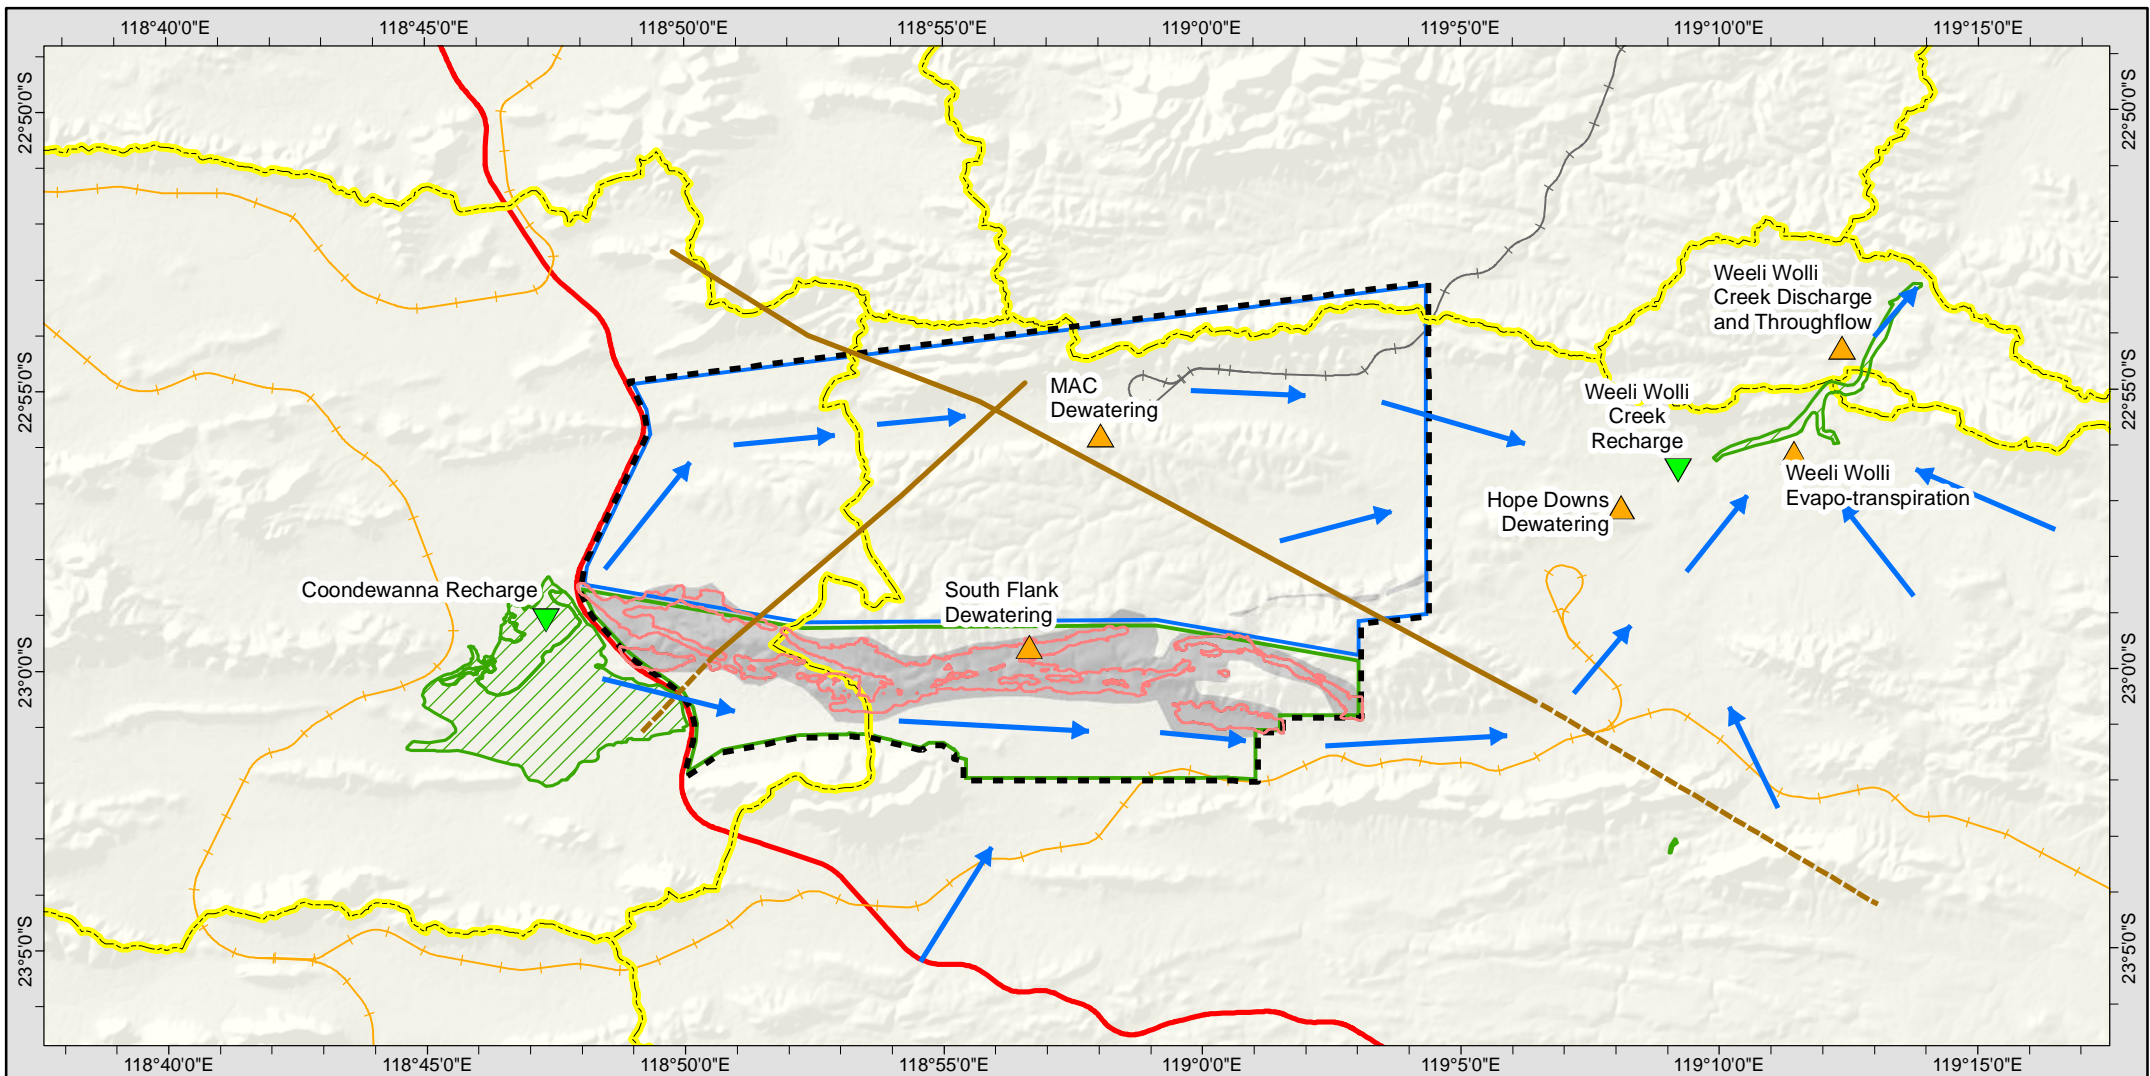 118°40'0"E 118°45'0"E 118°50'0"E 118°55'0"E 119°0'0"E 119°5'0"E 119°10'0"E 119°15'0"E
22°50'0"S
22°50'0"S
Weeli Wolli
Creek Discharge
and Throughflow
22°55'0"S
MAC
Dewatering
Weeli Wolli
Creek
Recharge
22°55'0"S
Weeli Wolli
Evapo-transpiration
Hope Downs
Dewatering
Coondewanna Recharge
South Flank
Dewatering
23°0'0"S
23°0'0"S
23°5'0"S
23°5'0"S
118°40'0"E 118°45'0"E 118°50'0"E 118°55'0"E 119°0'0"E 119°5'0"E 119°10'0"E 119°15'0"E